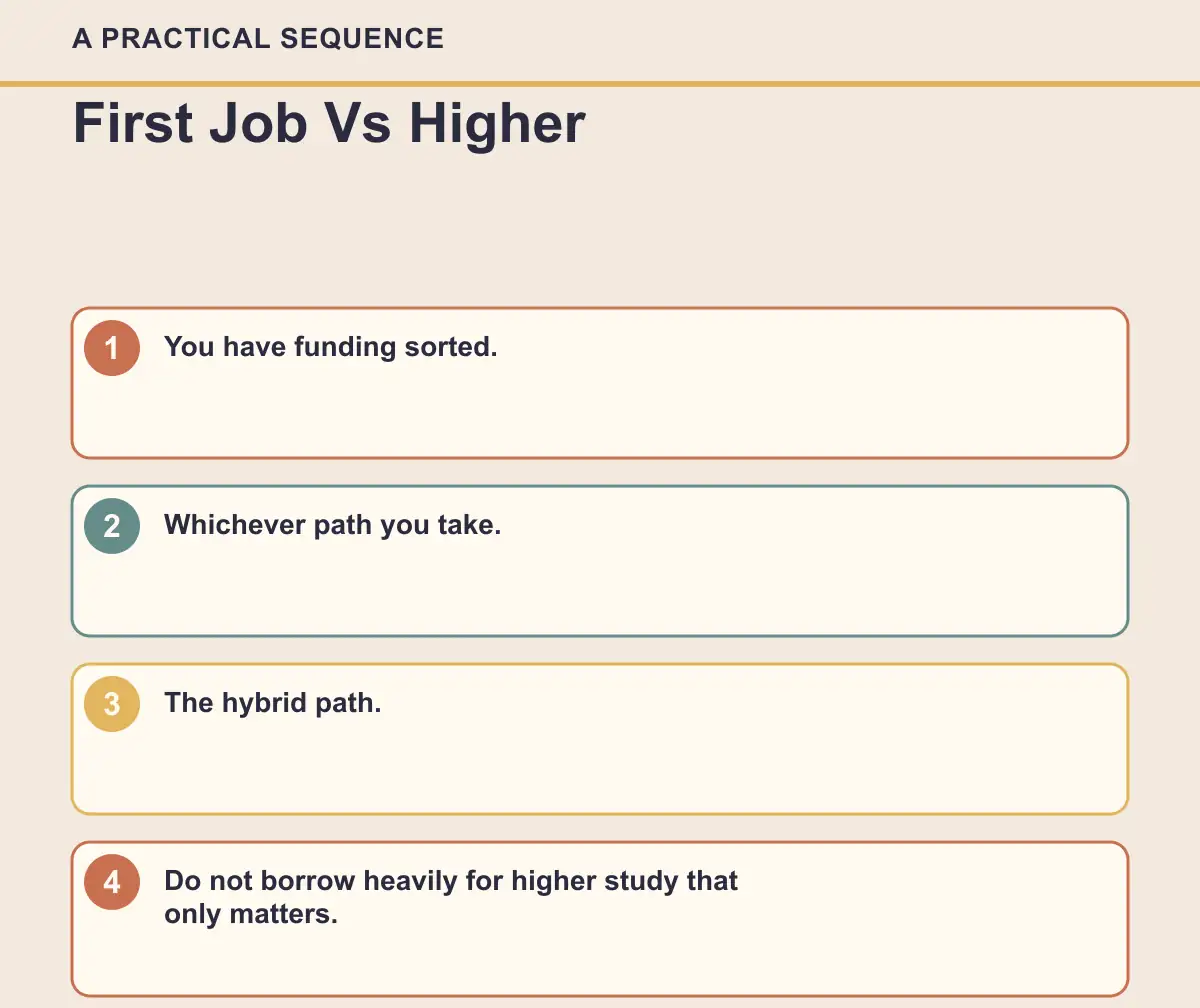 A PRACTICAL SEQUENCE
First Job Vs Higher
1
You have funding sorted.
2
Whichever path you take.
3
The hybrid path.
4
Do not borrow heavily for higher study that
only matters.